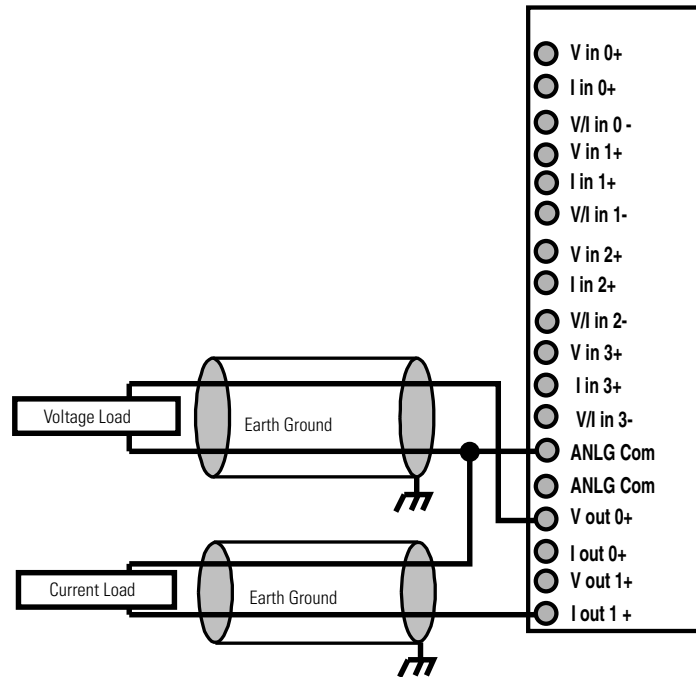 V in 0+
I in 0+
V/I in 0 -
V in 1+
I in 1+
V/I in 1-
V in 2+
I in 2+
V/I in 2-
V in 3+
I in 3+
V/I in 3-
ANLG Com
ANLG Com
V out 0+
I out 0+
V out 1+
I out 1 +
Voltage Load
Earth Ground
Current Load
Earth Ground